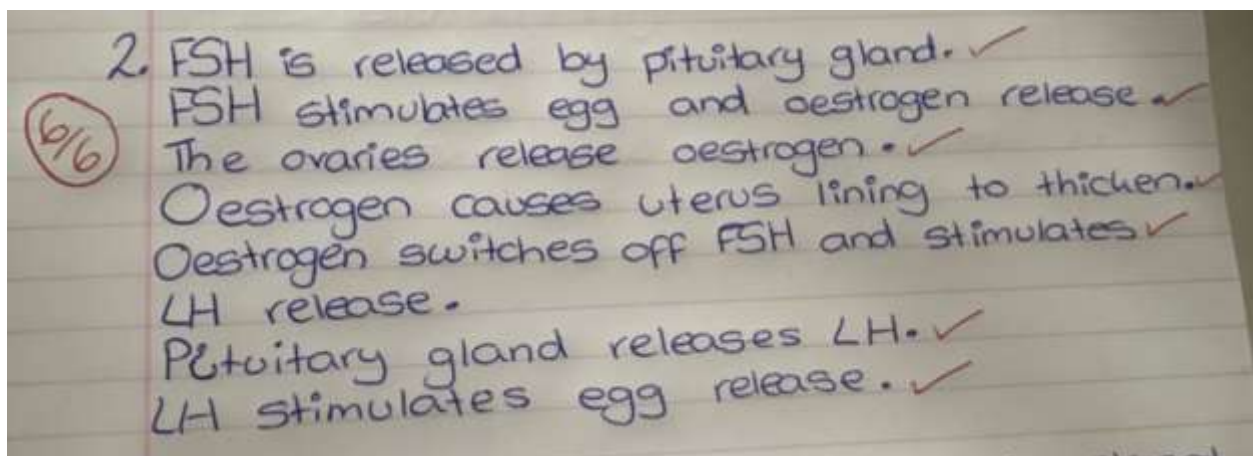 2. FSH is released by pituitary gland.
FSH stimulates egg and oestrogen release.
6/6
The ovaries release oestrogen.
Oestrogen causes uterus lining to thicken.
Oestrogen switches off FSH and stimulates
LH release.
Pituitary gland releases LH.
LH stimulates egg release.